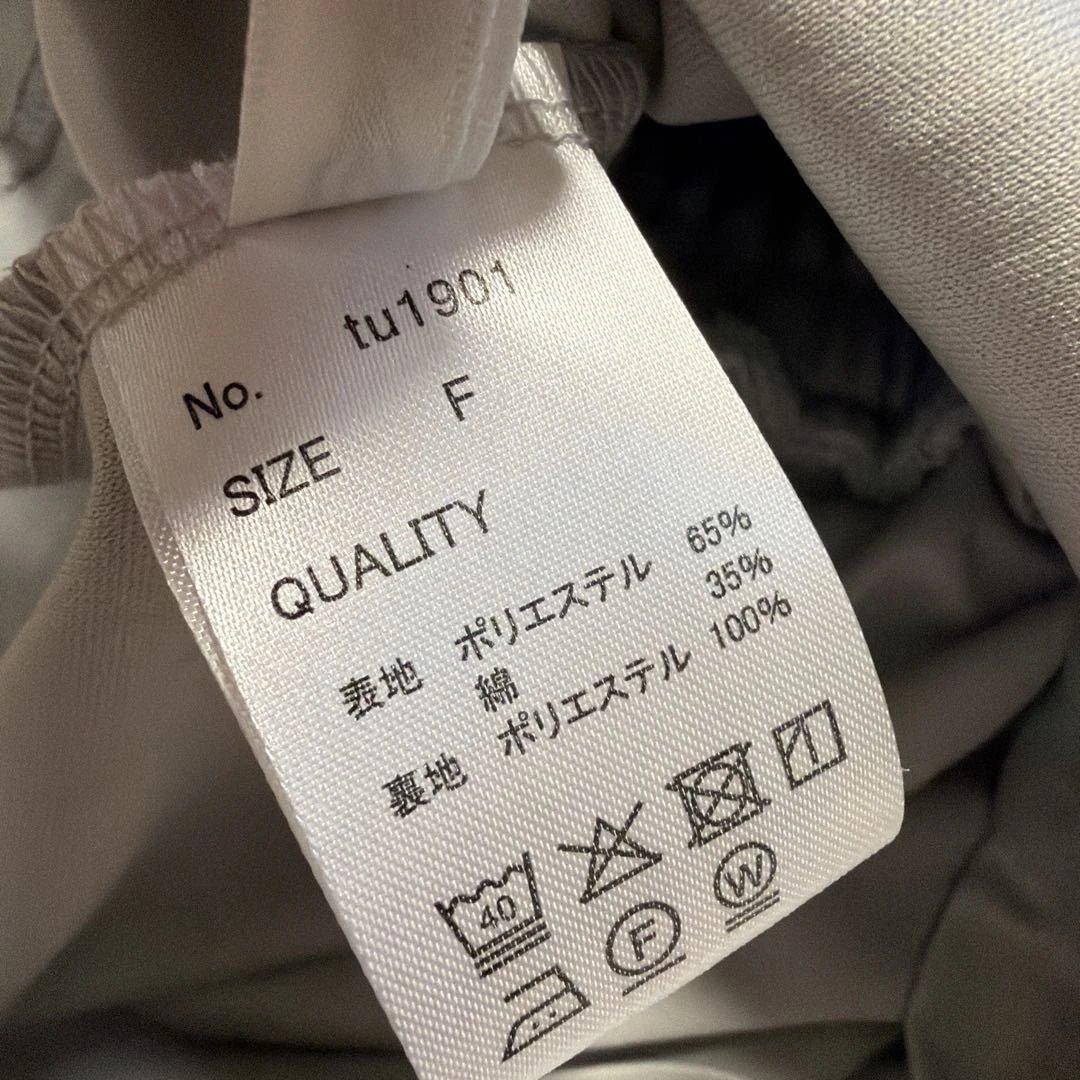 No. tu1901
SIZE F
QUALITY
表地 ポリエステル 65%
綿 35%
裏地 ポリエステル 100%
40
F
W